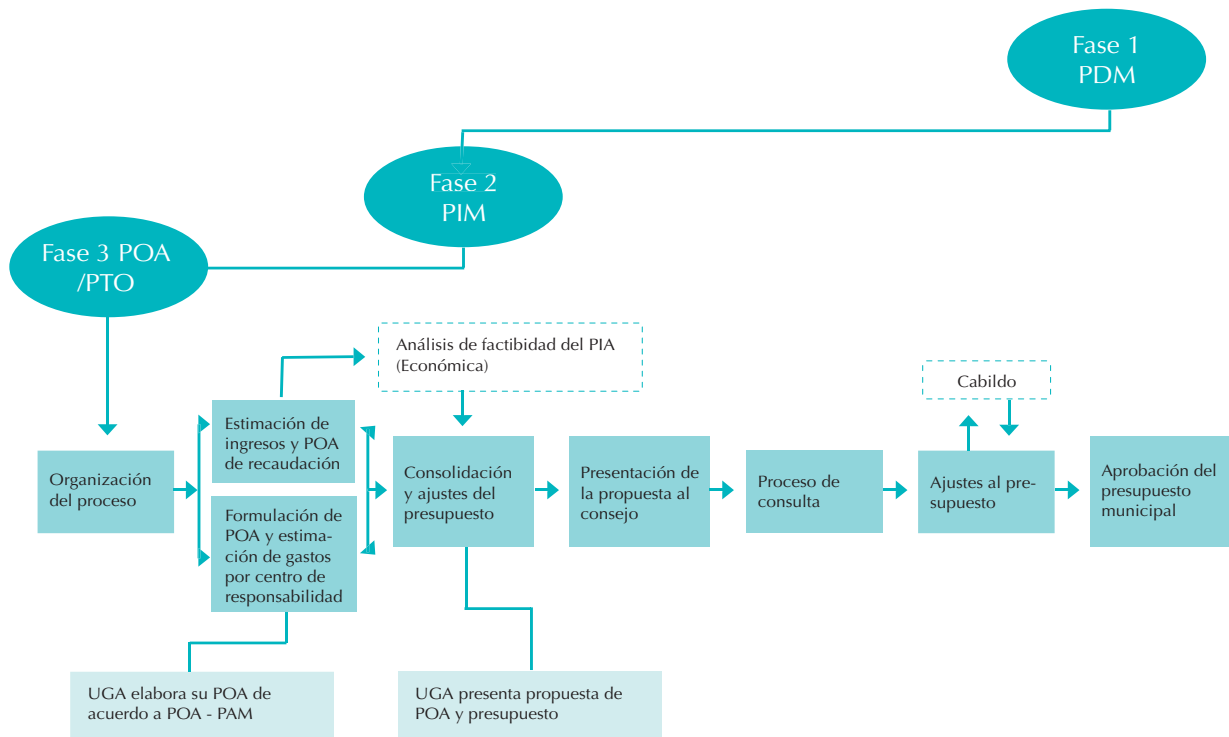 Fase 1
PDM
Fase 2
PIM
Fase 3 POA
/PTO
Análisis de factibidad del PIA
(Económica)
Cabildo
Organización
del proceso
Estimación de
ingresos y POA
de recaudación
Formulación de
POA y estima-
ción de gastos
por centro de
responsabilidad
Consolidación
y ajustes del
presupuesto
Presentación de
la propuesta al
consejo
Proceso de
consulta
Ajustes al pre-
supuesto
Aprobación del
presupuesto
municipal
UGA elabora su POA de
acuerdo a POA - PAM
UGA presenta propuesta de
POA y presupuesto